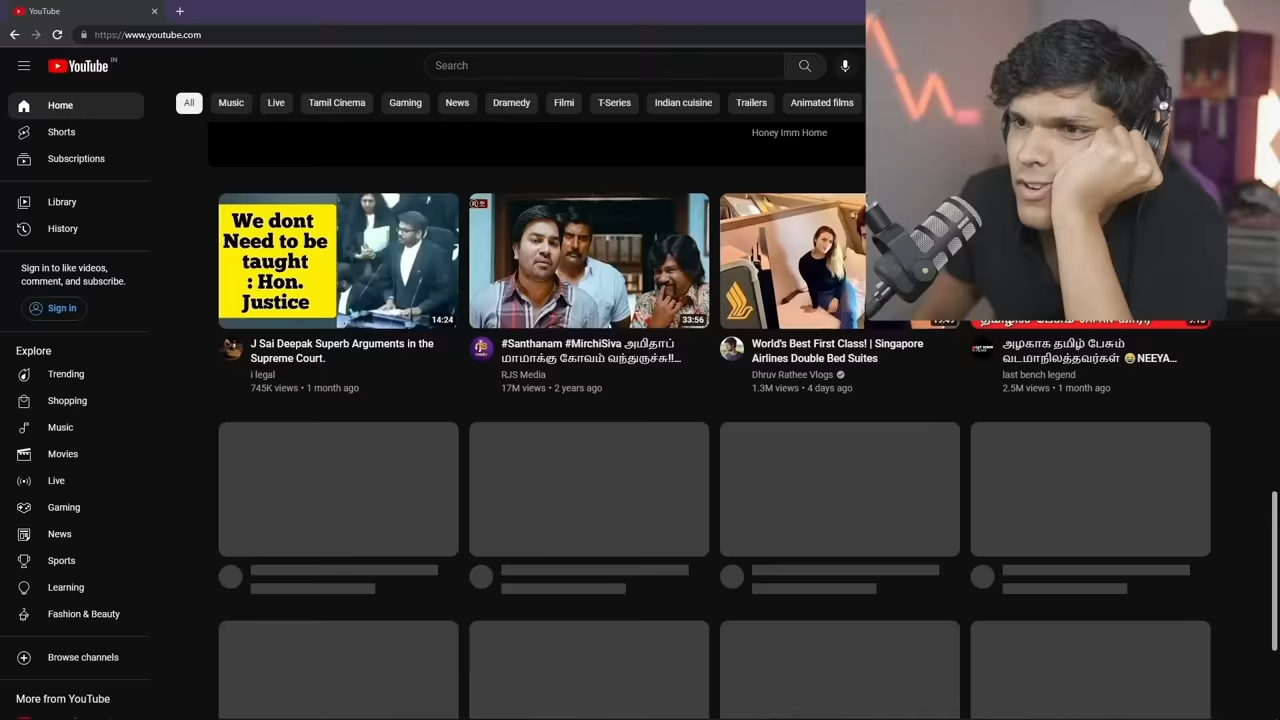 YouTube
https://www.youtube.com
YouTube IN
Search
Home
Shorts
Subscriptions
Library
History
Sign in to like videos,
comment, and subscribe.
Sign in
Explore
Trending
Shopping
Music
Movies
Live
Gaming
News
Sports
Learning
Fashion & Beauty
Browse channels
More from YouTube
All
Music
Live
Tamil Cinema
Gaming
News
Dramedy
Filmi
T-Series
Indian cuisine
Trailers
Animated films
Honey Imm Home
We dont
Need to be
taught
: Hon.
Justice
14:24
J Sai Deepak Superb Arguments in the
Supreme Court.
i legal
745K views • 1 month ago
33:56
#Santhanam #MirchiSiva அமிதாப்
மாமாக்கு கோவம் வந்துருச்சு!!...
rjs media
RJS Media
17M views • 2 years ago
World's Best First Class! | Singapore
Airlines Double Bed Suites
Dhruv Rathee Vlogs
1.3M views • 4 days ago
அழகாக தமிழ் பேசும்
வடமாநிலத்தவர்கள் 😂 NEEYA...
last bench legend
2.5M views • 1 month ago